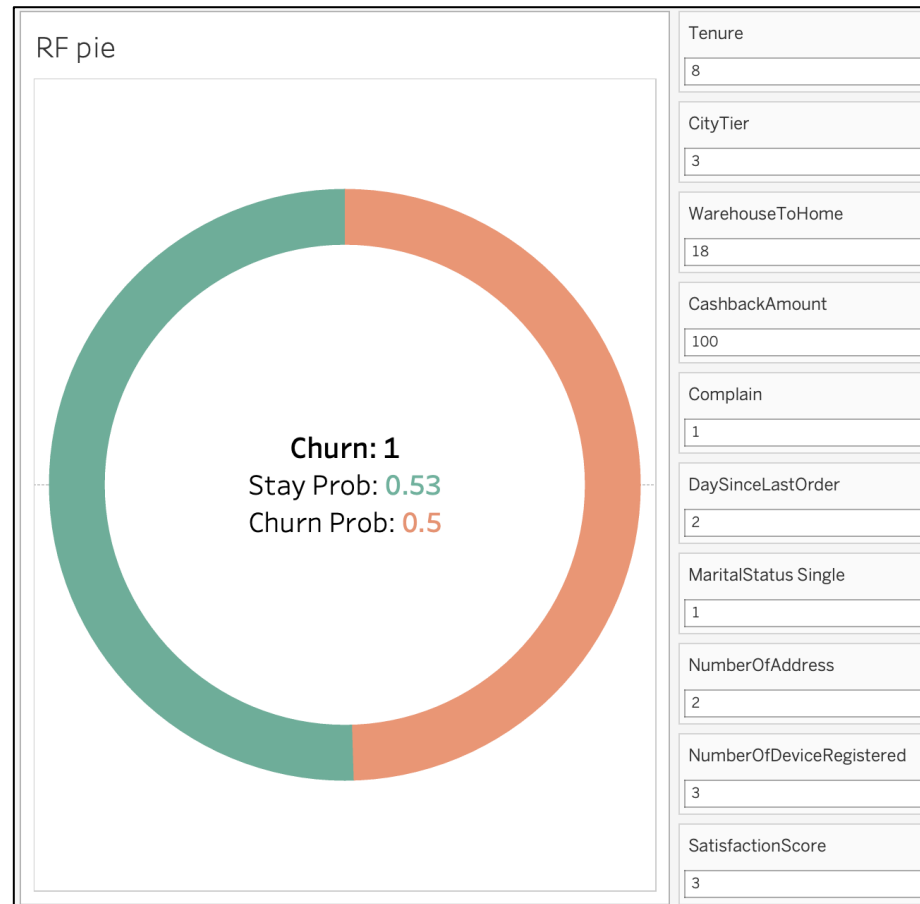 RF pie
Churn: 1
Stay Prob: 0.53
Churn Prob: 0.5
Tenure
8
CityTier
3
WarehouseToHome
18
CashbackAmount
100
Complain
1
DaySinceLastOrder
2
MaritalStatus Single
1
NumberOfAddress
2
NumberOfDeviceRegistered
3
SatisfactionScore
3